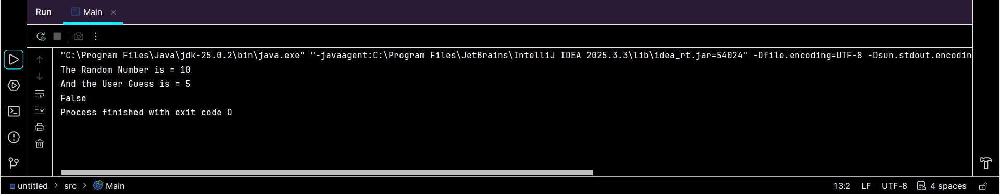 Run Main
"C:\Program Files\Java\jdk-25.0.2\bin\java.exe" "-javaagent:C:\Program Files\JetBrains\IntelliJ IDEA 2025.3.3\lib\idea_rt.jar=54024" -Dfile.encoding=UTF-8 -Dsun.stdout.encodin
The Random Number is = 10
And the User Guess is = 5
False
Process finished with exit code 0
untitled > src > Main 13:2 LF UTF-8 4 spaces